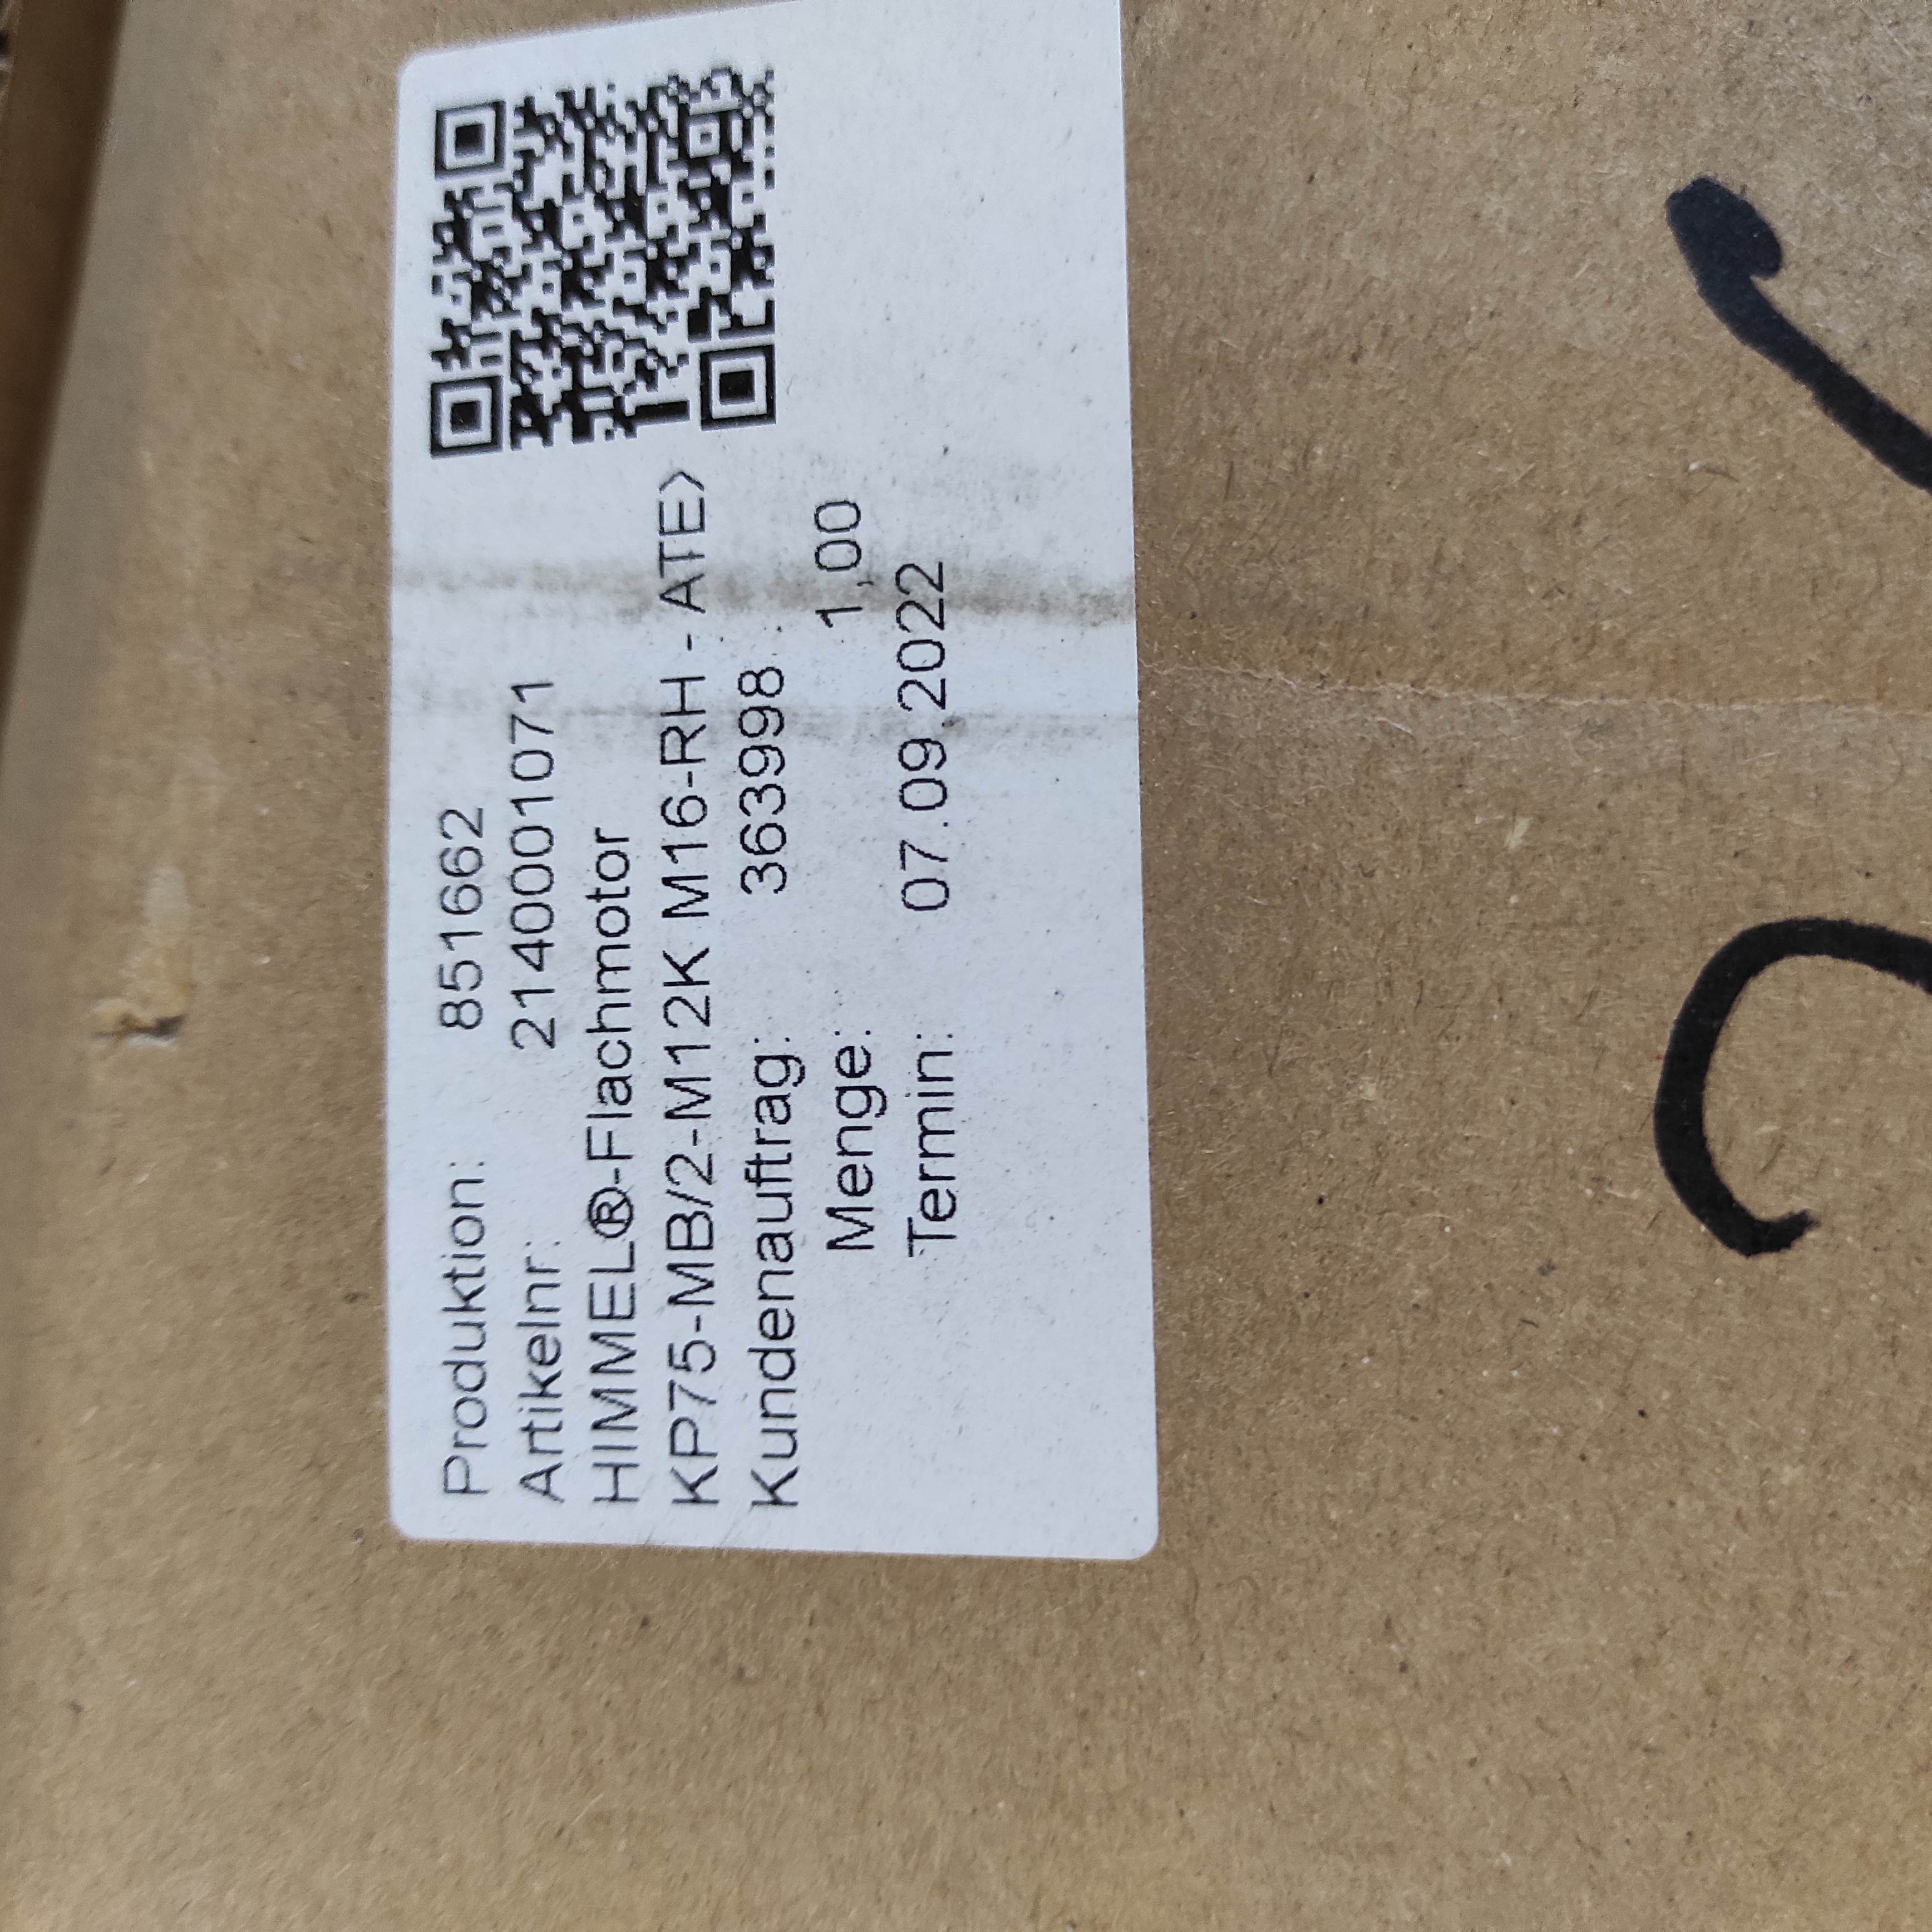 Produktion: 851662
Artikelnr: 2140001071
HIMMEL®-Flachmotor
KP75-MB/2-M12K M16-RH - ATE>
Kundenauftrag: 363998
Menge: 1,00
Termin: 07.09.2022